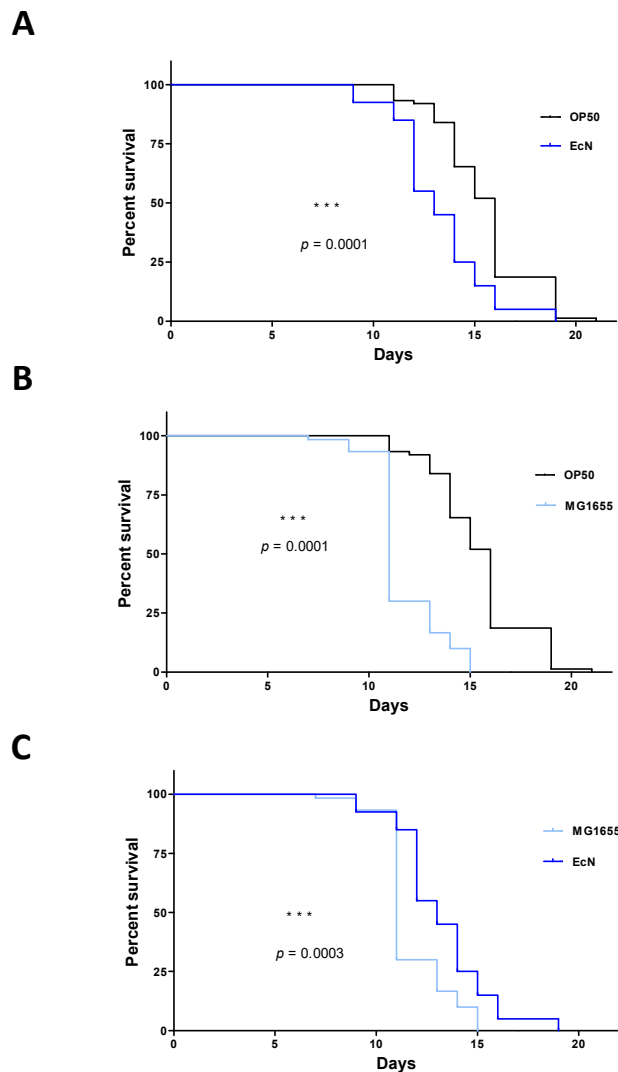 A
100
75
50
25
0
Percent survival
OP50
EcN
* * *
p = 0.0001
0 5 10 15 20
Days
B
100
75
50
25
0
Percent survival
OP50
MG1655
* * *
p = 0.0001
0 5 10 15 20
Days
C
100
75
50
25
0
Percent survival
MG1655
EcN
* * *
p = 0.0003
0 5 10 15 20
Days